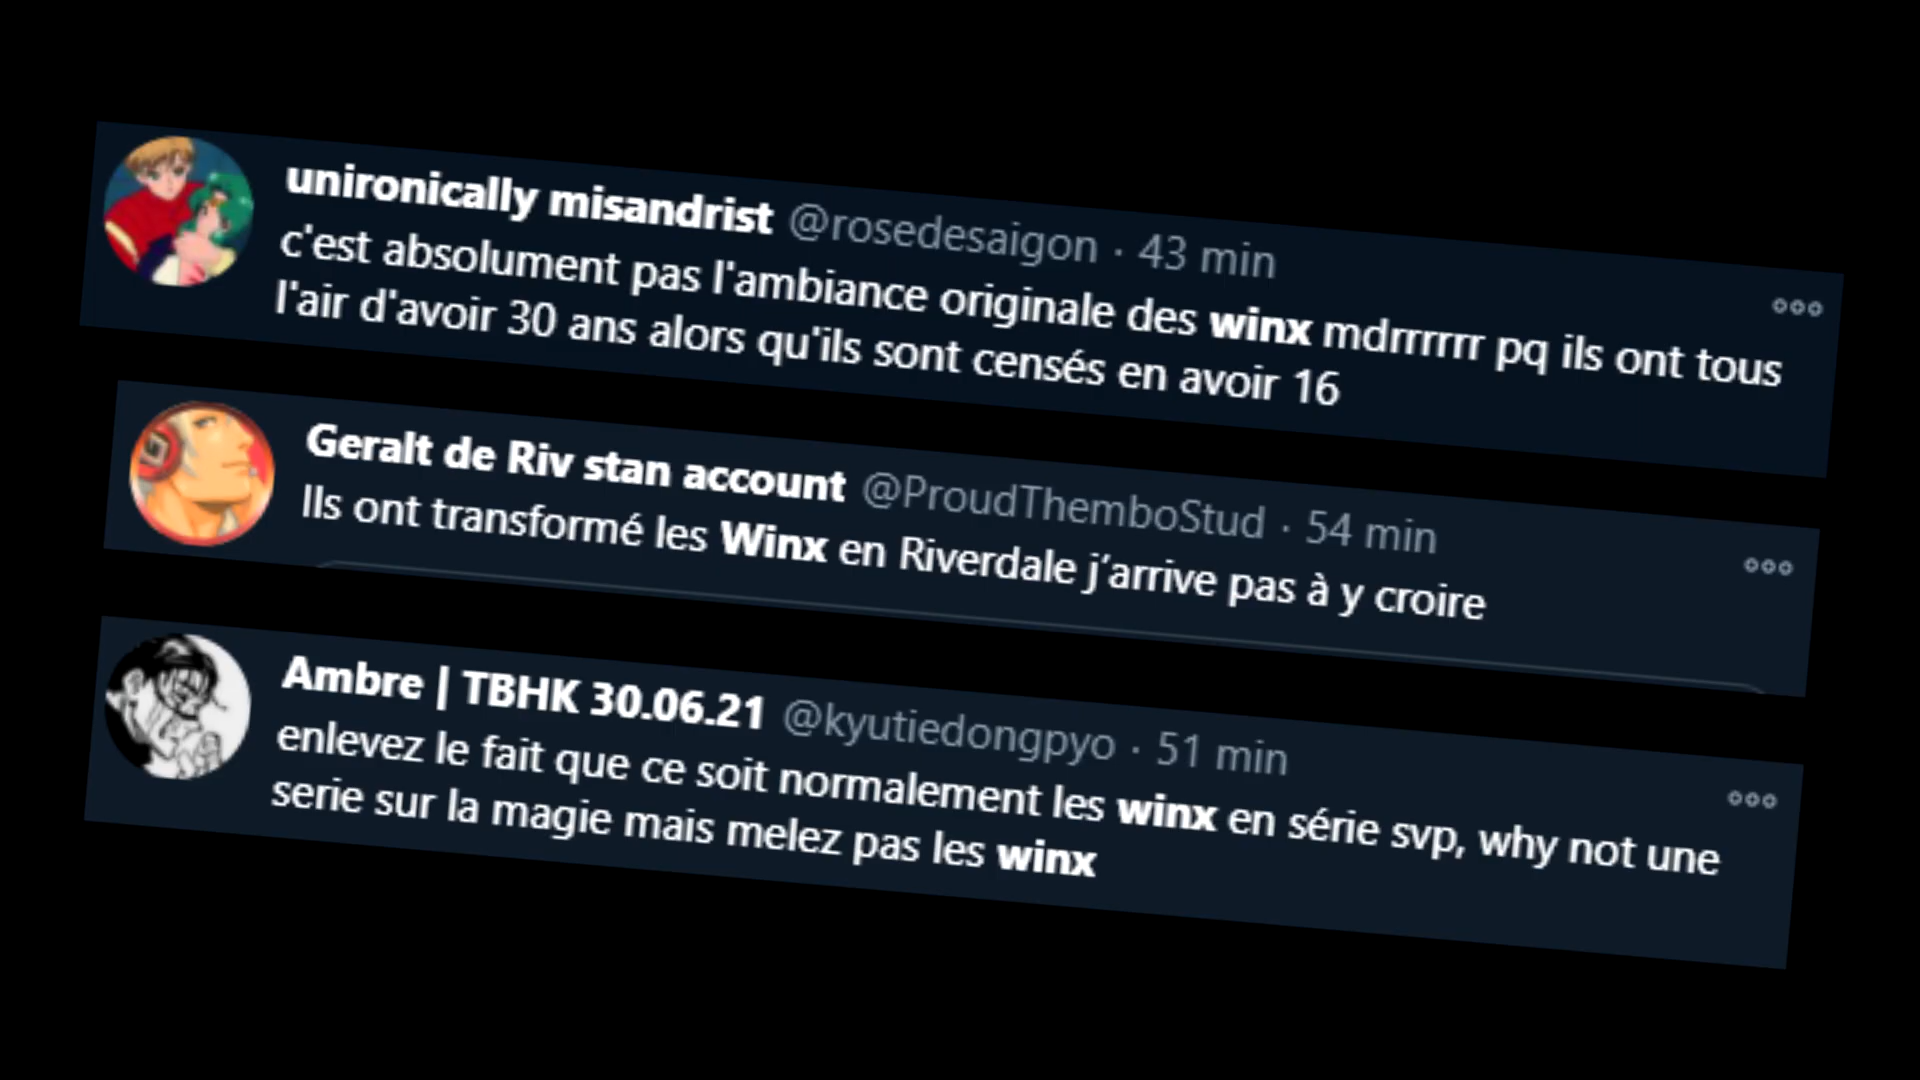 unironically misandrist @rosedesaigon · 43 min
c'est absolument pas l'ambiance originale des winx mdrrrrrr pq ils ont tous
l'air d'avoir 30 ans alors qu'ils sont censés en avoir 16
Geralt de Riv stan account @ProudThemboStud · 54 min
Ils ont transformé les Winx en Riverdale j’arrive pas à y croire
Ambre | TBHK 30.06.21 @kyutiedongpyo · 51 min
enlevez le fait que ce soit normalement les winx en série svp, why not une
serie sur la magie mais melez pas les winx